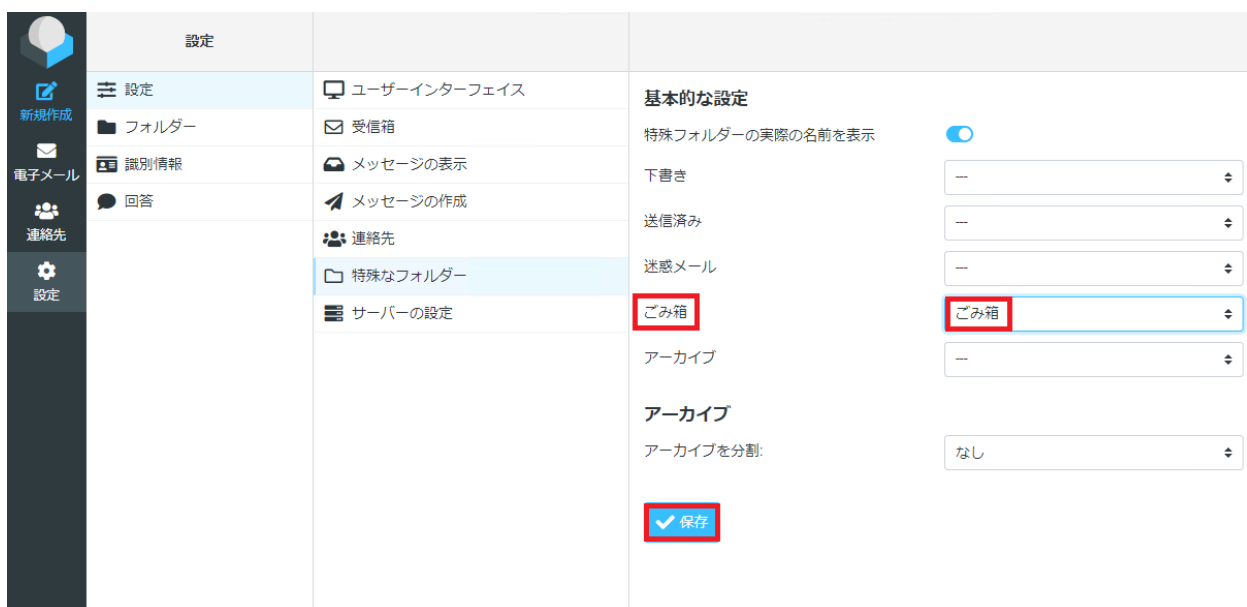 設定
新規作成
電子メール
連絡先
設定
設定
フォルダー
識別情報
回答
ユーザーインターフェイス
受信箱
メッセージの表示
メッセージの作成
連絡先
特殊なフォルダー
サーバーの設定
基本的な設定
特殊フォルダーの実際の名前を表示
下書き ---
送信済み ---
迷惑メール ---
ごみ箱 ごみ箱
アーカイブ ---
アーカイブ
アーカイブを分割: なし
保存